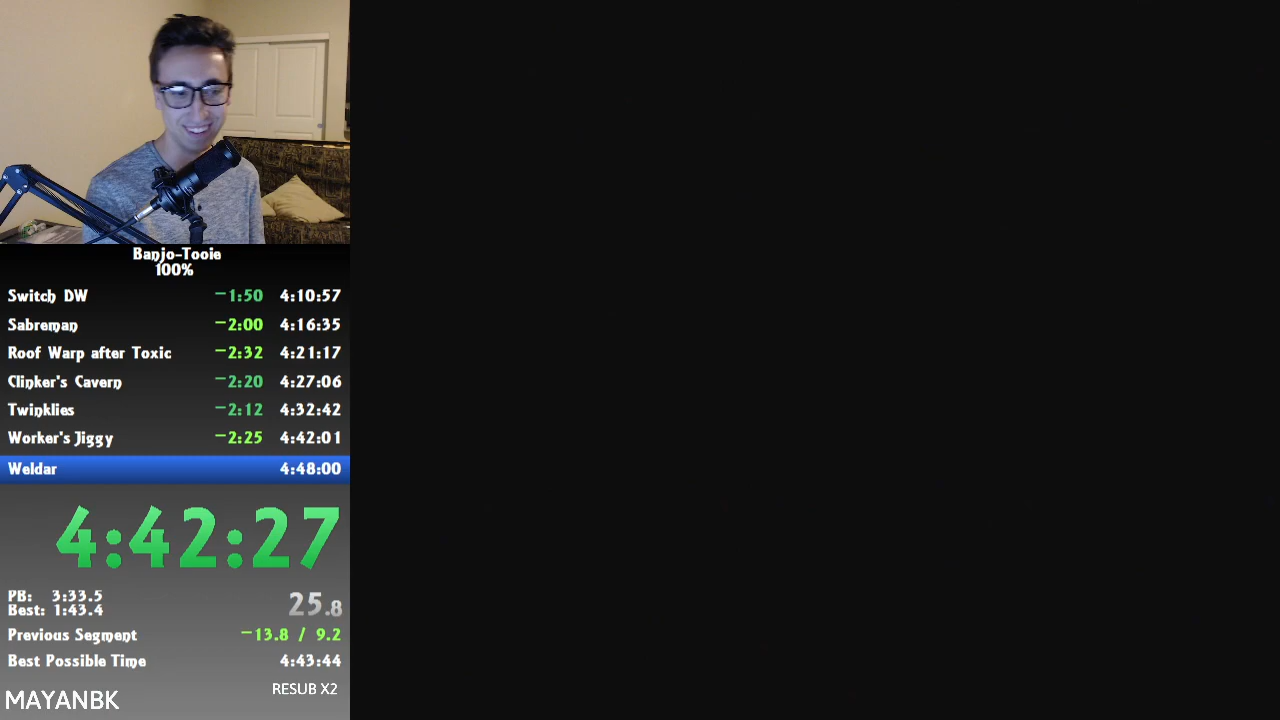 Banjo-Tooie
100%
Switch DW −1:50 4:10:57
Sabreman −2:00 4:16:35
Roof Warp after Toxic −2:32 4:21:17
Clinker's Cavern −2:20 4:27:06
Twinklies −2:12 4:32:42
Worker's Jiggy −2:25 4:42:01
Weldar 4:48:00
4:42:27
PB: 3:33.5
Best: 1:43.4
25.8
Previous Segment −13.8 / 9.2
Best Possible Time 4:43:44
MAYANBK
RESUB X2